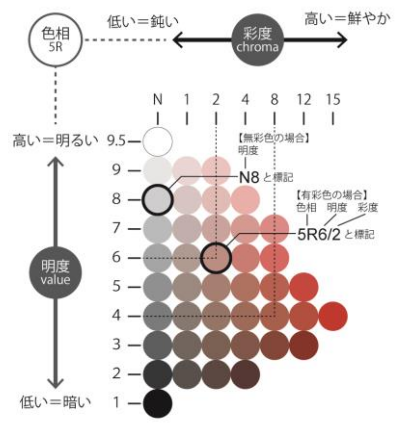 色相
5R
低い＝鈍い
彩度
chroma
高い＝鮮やか
N 1 2 4 8 12 15
高い＝明るい
9.5
【無彩色の場合】
明度
9
N8と標記
8
【有彩色の場合】
色相 明度 彩度
7
5R6/2と標記
6
明度
value
5
4
3
2
低い＝暗い
1